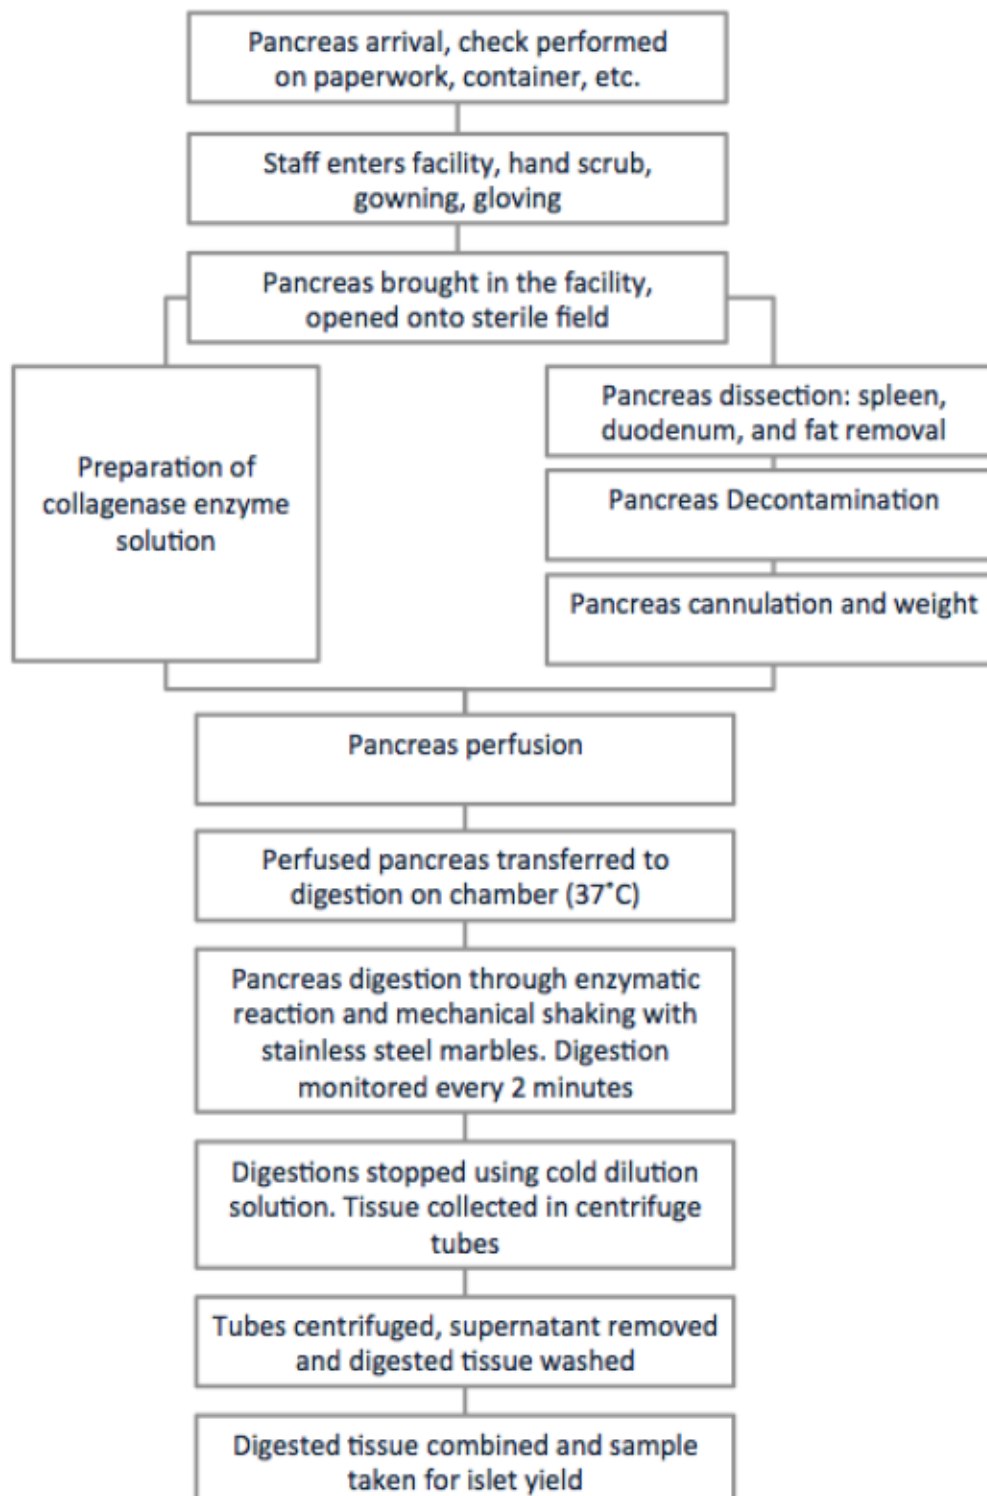 Pancreas arrival, check performed
on paperwork, container, etc.
Staff enters facility, hand scrub,
gowning, gloving
Pancreas brought in the facility,
opened onto sterile field
Preparation of
collagenase enzyme
solution
Pancreas dissection: spleen,
duodenum, and fat removal
Pancreas Decontamination
Pancreas cannulation and weight
Pancreas perfusion
Perfused pancreas transferred to
digestion on chamber (37˚C)
Pancreas digestion through enzymatic
reaction and mechanical shaking with
stainless steel marbles. Digestion
monitored every 2 minutes
Digestions stopped using cold dilution
solution. Tissue collected in centrifuge
tubes
Tubes centrifuged, supernatant removed
and digested tissue washed
Digested tissue combined and sample
taken for islet yield